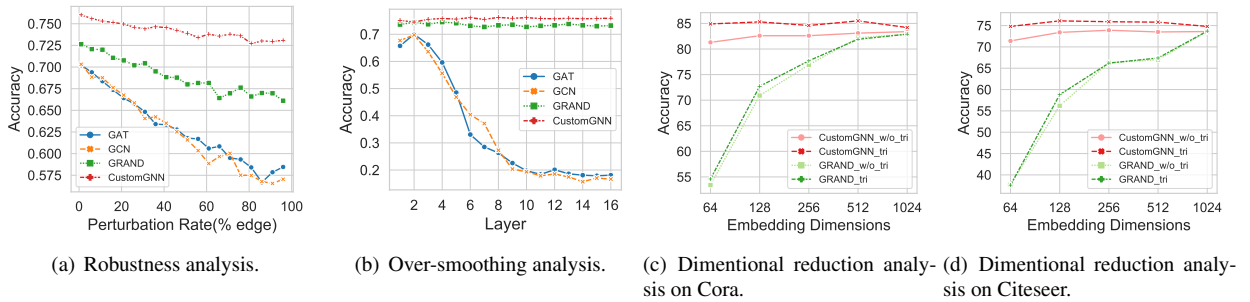 0.750
0.725
0.700
0.675
0.650
0.625
0.600
0.575
Accuracy
GAT
GCN
GRAND
CustomGNN
0 20 40 60 80 100
Perturbation Rate(% edge)
(a) Robustness analysis.
0.8
0.7
0.6
0.5
0.4
0.3
0.2
Accuracy
GAT
GCN
GRAND
CustomGNN
2 4 6 8 10 12 14 16
Layer
(b) Over-smoothing analysis.
85
80
75
70
65
60
55
Accuracy
CustomGNN_w/o_tri
CustomGNN_tri
GRAND_w/o_tri
GRAND_tri
64 128 256 512 1024
Embedding Dimensions
(c) Dimentional reduction analy-
sis on Cora.
75
70
65
60
55
50
45
40
Accuracy
CustomGNN_w/o_tri
CustomGNN_tri
GRAND_w/o_tri
GRAND_tri
64 128 256 512 1024
Embedding Dimensions
(d) Dimentional reduction analy-
sis on Citeseer.